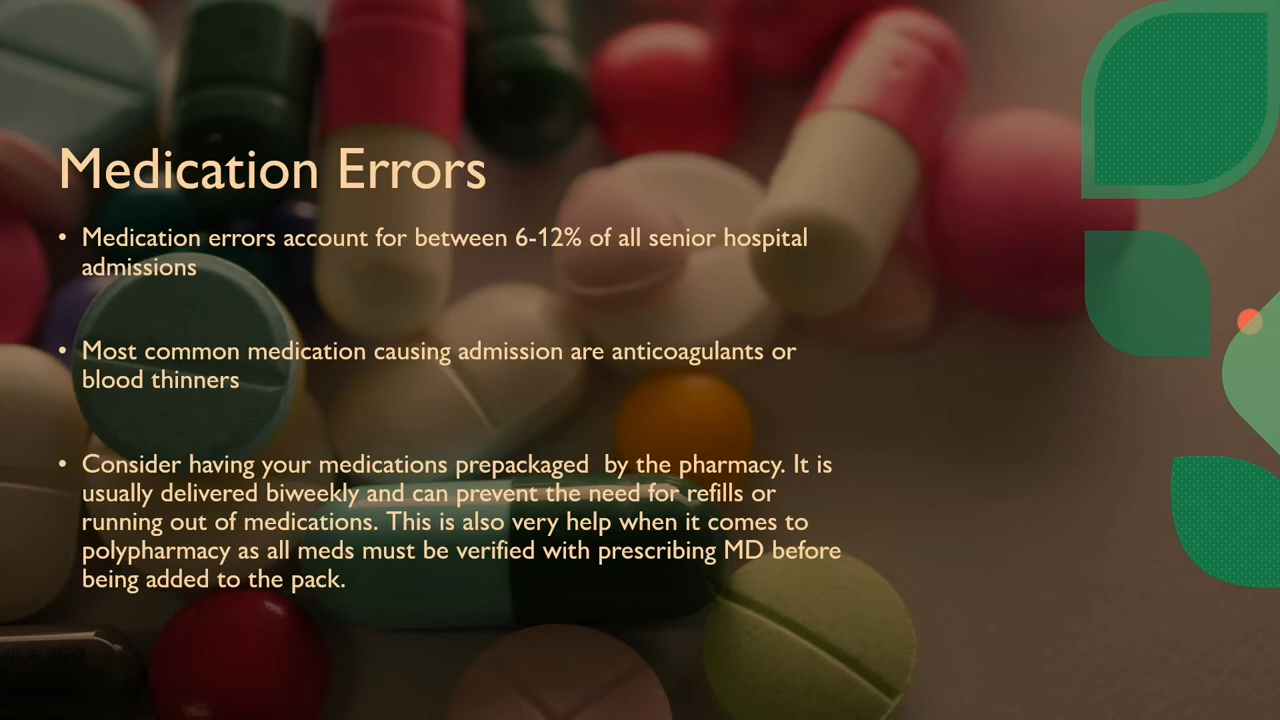 Medication Errors
• Medication errors account for between 6-12% of all senior hospital
admissions
• Most common medication causing admission are anticoagulants or
blood thinners
• Consider having your medications prepackaged  by the pharmacy. It is
usually delivered biweekly and can prevent the need for refills or
running out of medications. This is also very help when it comes to
polypharmacy as all meds must be verified with prescribing MD before
being added to the pack.